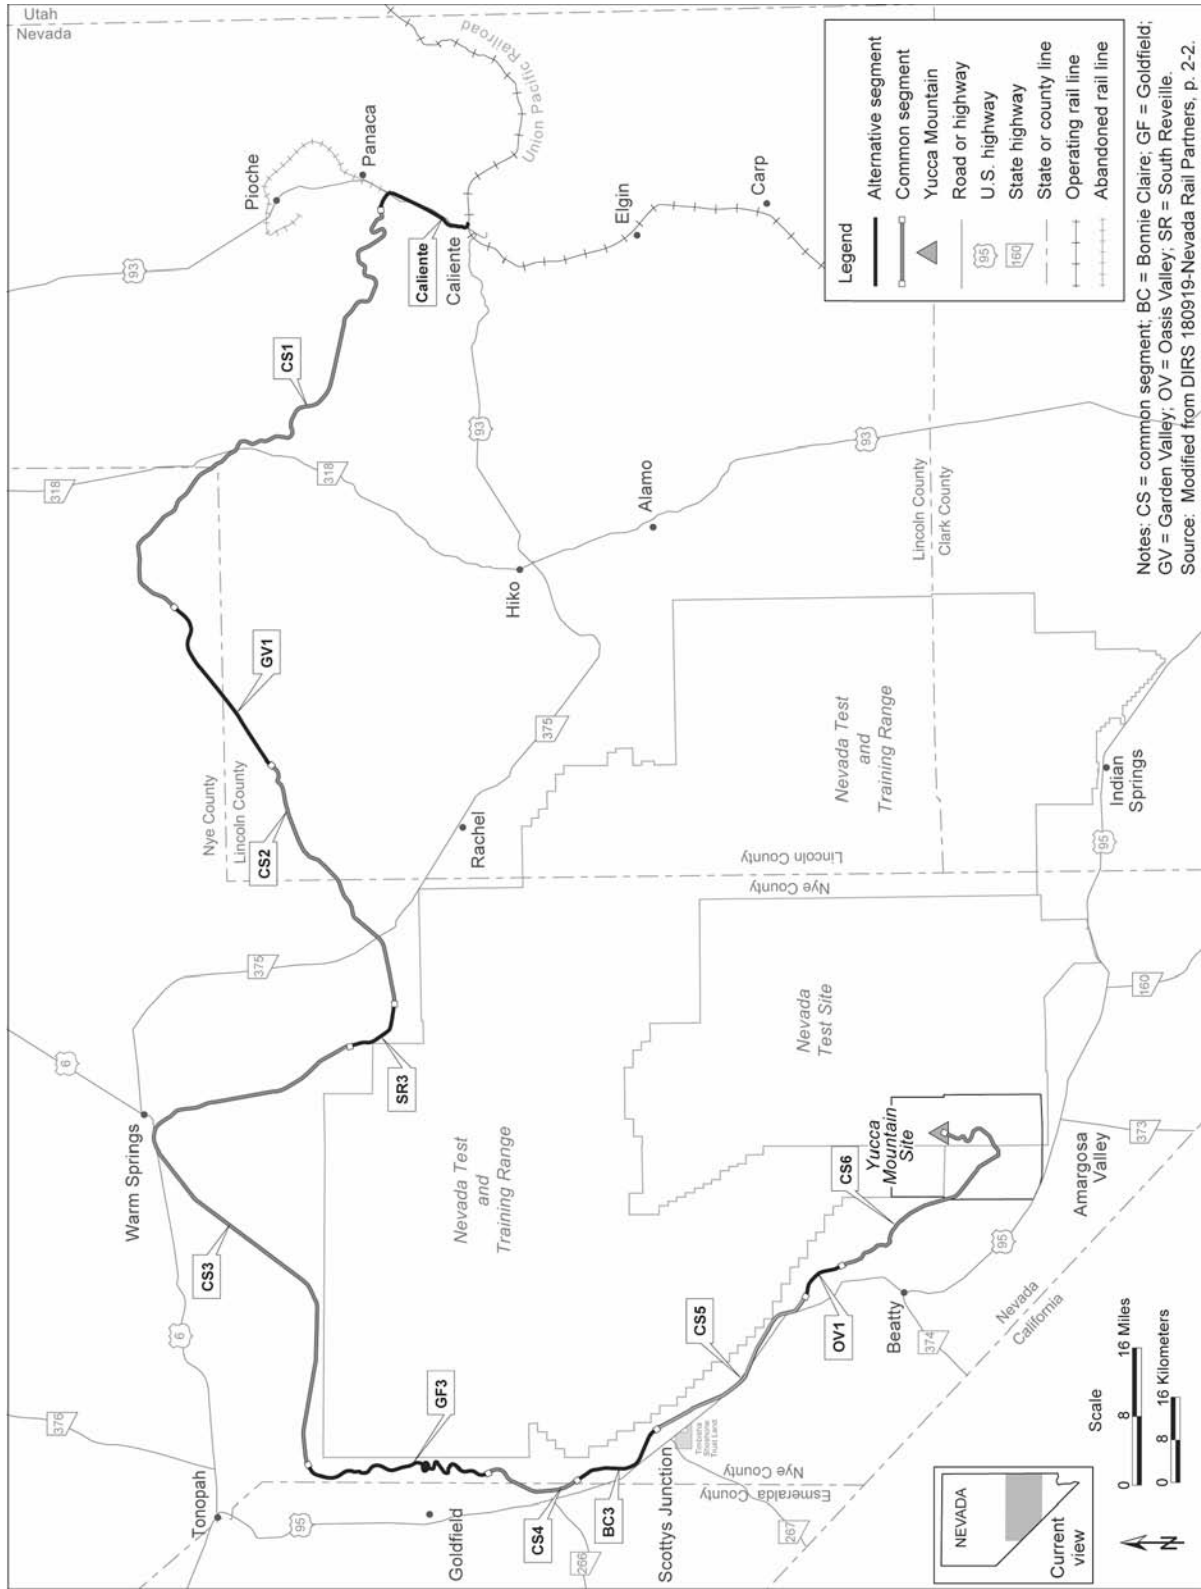 Utah
Nevada
Union Pacific Railroad
Pioche
Panaca
93
Caliente
Caliente
Elgin
Carp
CS1
93
318
318
Hiko
Alamo
93
Lincoln County
Clark County
GV1
Nye County
Lincoln County
CS2
375
Rachel
Nevada Test
and
Training Range
Lincoln County
Nye County
Indian
Springs
95
375
6
Warm Springs
SR3
Nevada
Test Site
160
Nevada Test
and
Training Range
CS3
6
Yucca
Mountain
Site
CS6
Amargosa
Valley
373
95
376
Tonopah
95
GF3
Goldfield
CS4
266
BC3
CS5
Scottys Junction
Timbisha
Shoshone
Trust Land
Nye County
Esmeralda County
267
OV1
Beatty
374
Nevada
California
Legend
Alternative segment
Common segment
Yucca Mountain
Road or highway
95
U.S. highway
160
State highway
State or county line
Operating rail line
Abandoned rail line
NEVADA
Current
view
N
Scale
0 8 16 Miles
0 8 16 Kilometers
Notes: CS = common segment; BC = Bonnie Claire; GF = Goldfield;
GV = Garden Valley; OV = Oasis Valley; SR = South Reveille.
Source: Modified from DIRS 180919-Nevada Rail Partners, p. 2-2.